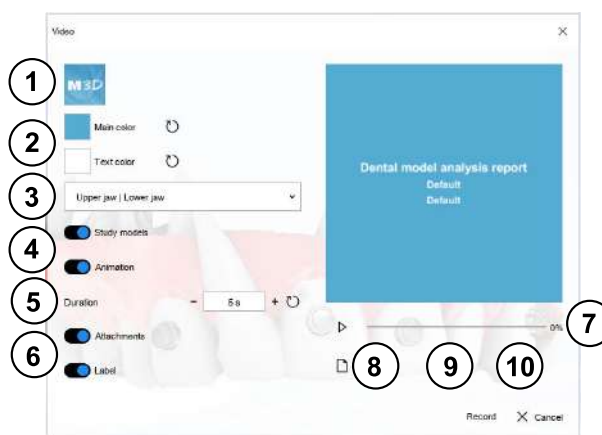 Video
1
M3D
2
Main color
Text color
3
Upper jaw | Lower jaw
4
Study models
Animation
5
Duration - 5 s +
6
Attachments
Label
Dental model analysis report
Default
Default
0% 7
8 9 10
Record Cancel